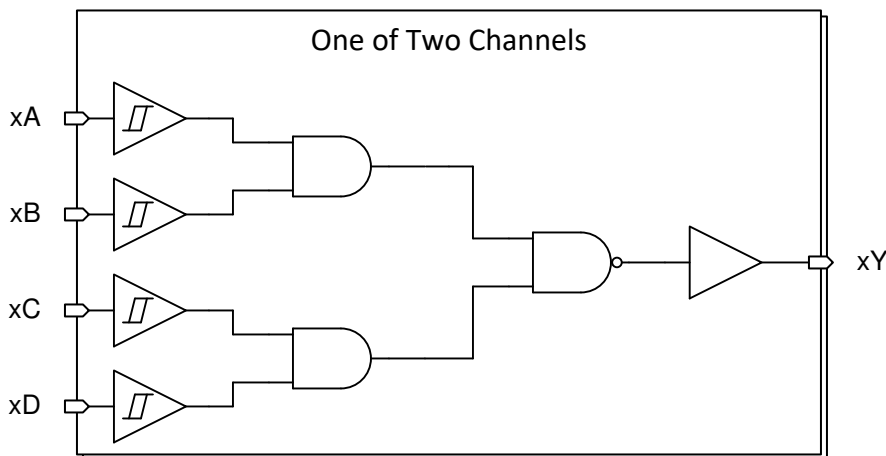 One of Two Channels
xA
xB
xC
xD
xY